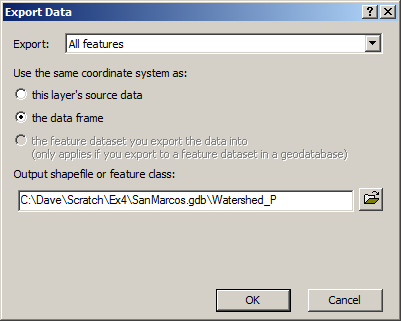 Export Data
Export: All features
Use the same coordinate system as:
this layer's source data
the data frame
the feature dataset you export the data into
(only applies if you export to a feature dataset in a geodatabase)
Output shapefile or feature class:
C:\Dave\Scratch\Ex4\SanMarcos.gdb\Watershed_P
OK Cancel